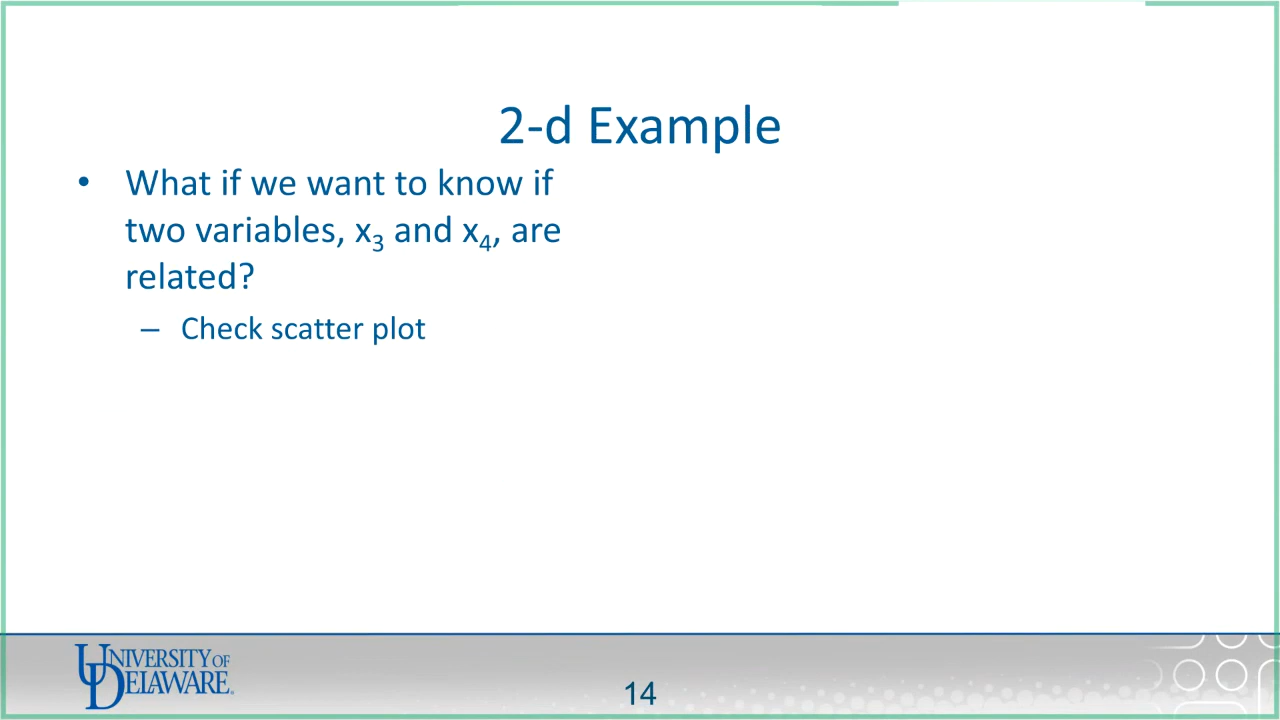 2-d Example
• What if we want to know if
two variables, x₃ and x₄, are
related?
– Check scatter plot
UNIVERSITY OF
DELAWARE.
14